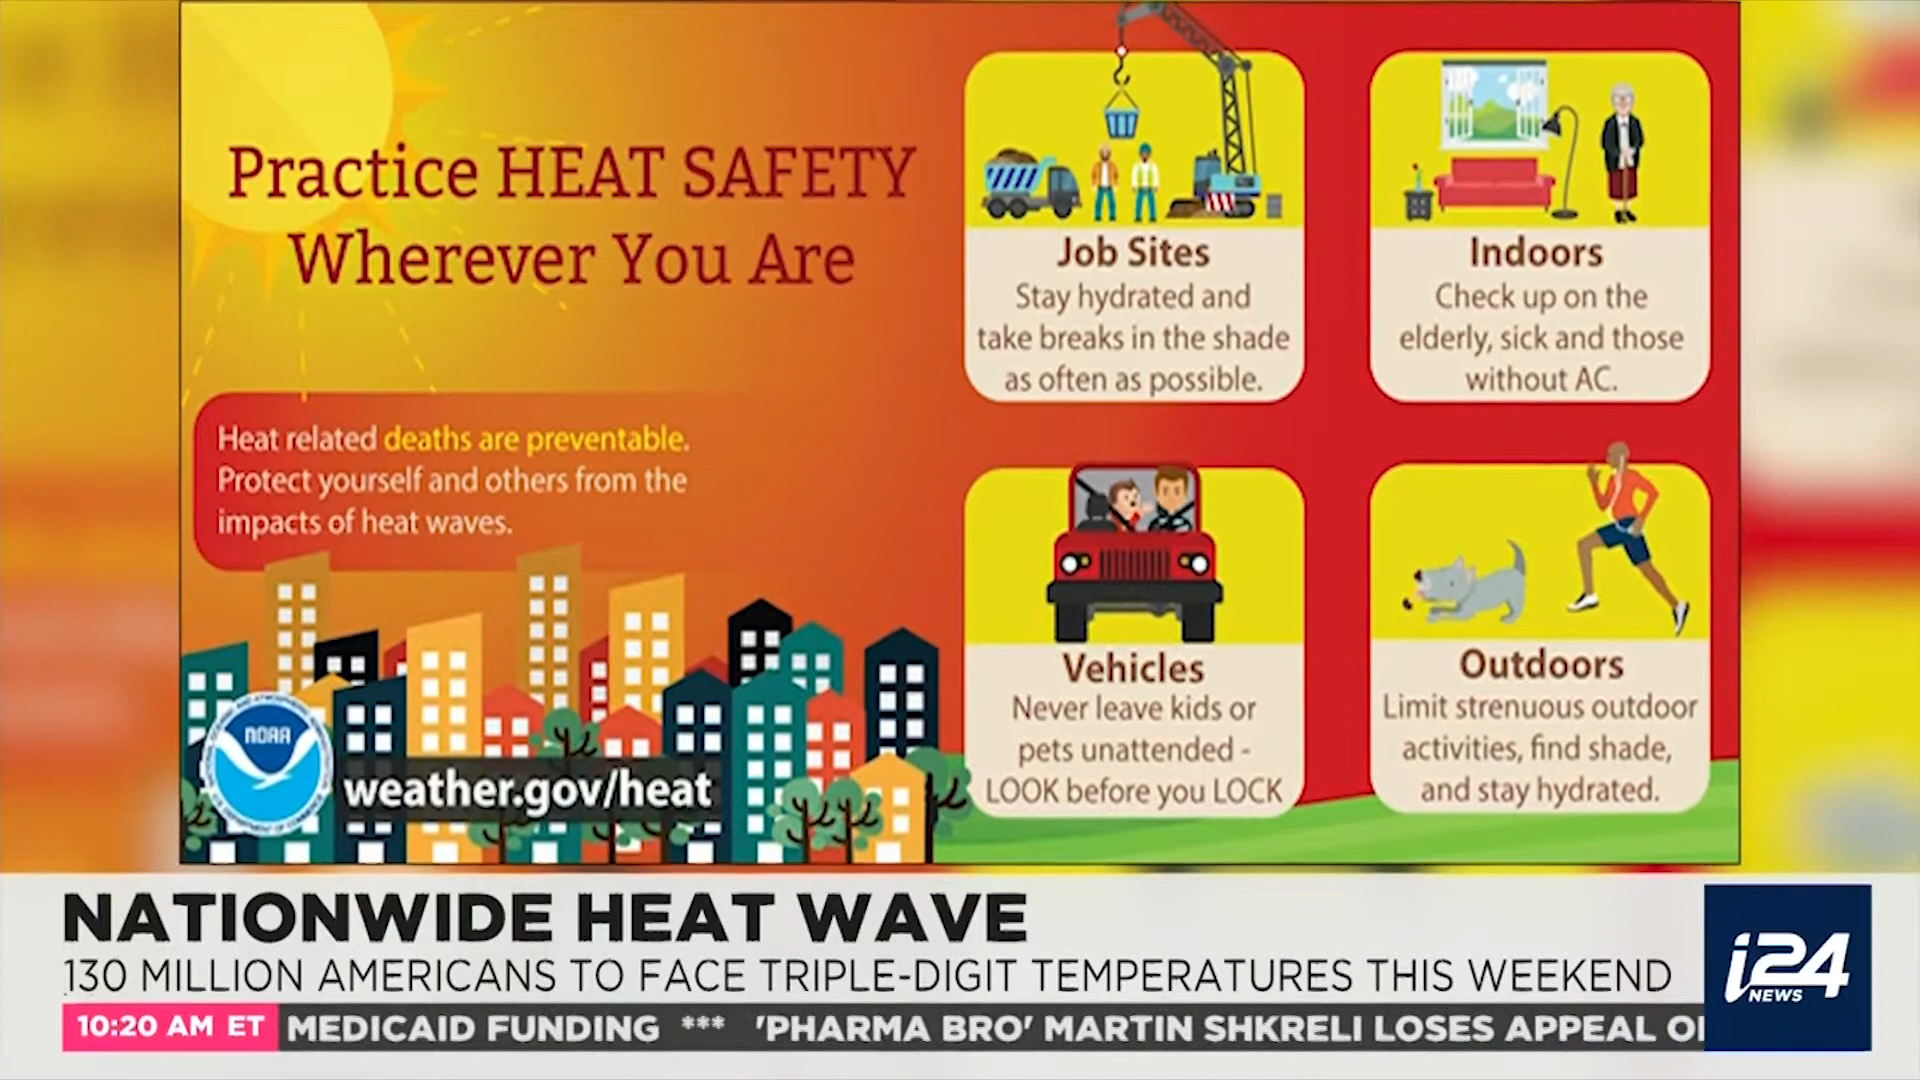 Practice HEAT SAFETY
Wherever You Are
Heat related deaths are preventable.
Protect yourself and others from the
impacts of heat waves.
NOAA
weather.gov/heat
Job Sites
Stay hydrated and
take breaks in the shade
as often as possible.
Indoors
Check up on the
elderly, sick and those
without AC.
Vehicles
Never leave kids or
pets unattended -
LOOK before you LOCK
Outdoors
Limit strenuous outdoor
activities, find shade,
and stay hydrated.
NATIONWIDE HEAT WAVE
130 MILLION AMERICANS TO FACE TRIPLE-DIGIT TEMPERATURES THIS WEEKEND
10:20 AM ET MEDICAID FUNDING *** 'PHARMA BRO' MARTIN SHKRELI LOSES APPEAL
i24
NEWS